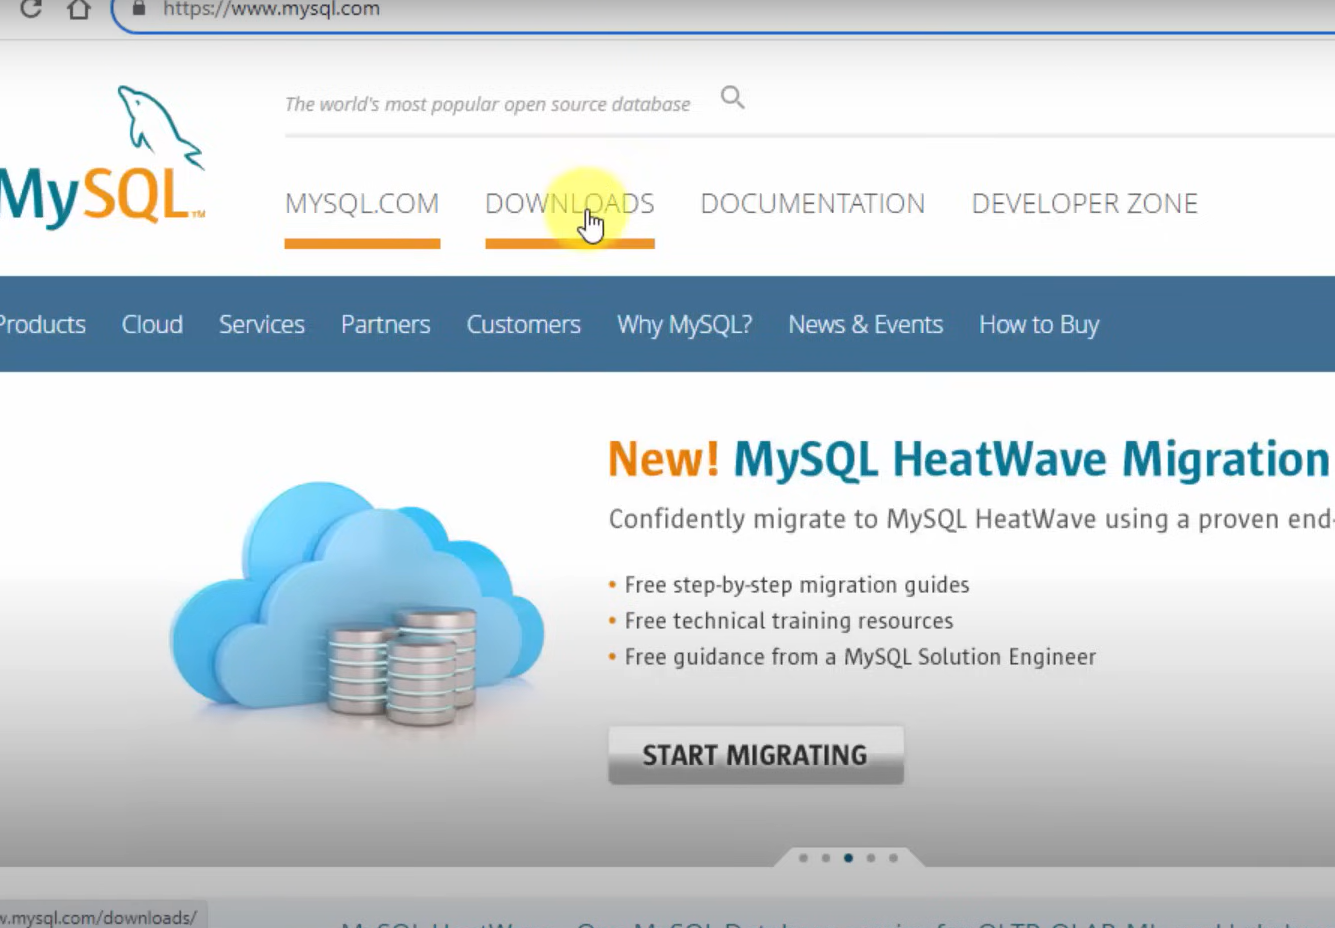 https://www.mysql.com
The world's most popular open source database
MySQL™
MYSQL.COM DOWNLOADS DOCUMENTATION DEVELOPER ZONE
Products Cloud Services Partners Customers Why MySQL? News & Events How to Buy
New! MySQL HeatWave Migration
Confidently migrate to MySQL HeatWave using a proven end-
• Free step-by-step migration guides
• Free technical training resources
• Free guidance from a MySQL Solution Engineer
START MIGRATING
w.mysql.com/downloads/